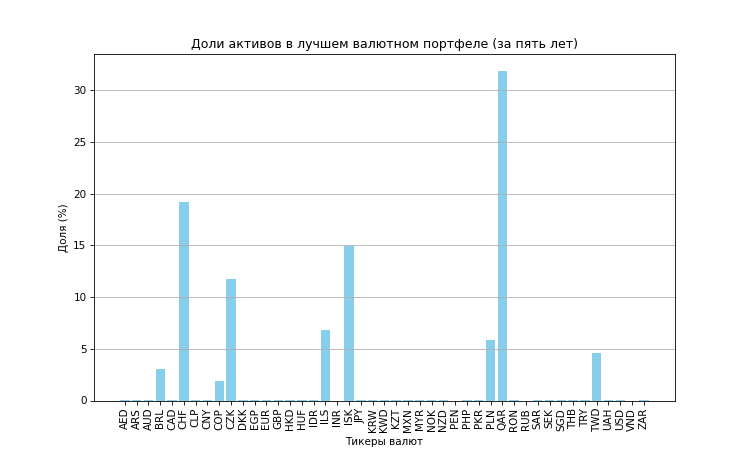 Доли активов в лучшем валютном портфеле (за пять лет)
Доля (%)
30
25
20
15
10
5
0
AED ARS AUD BRL CAD CHF CLP CNY COP CZK DKK EGP EUR GBP HKD HUF IDR ILS INR ISK JPY KRW KWD KZT MXN MYR NOK NZD PEN PHP PKR PLN QAR RON RUB SAR SEK SGD THB TRY TWD UAH USD VND ZAR
Тикеры валют